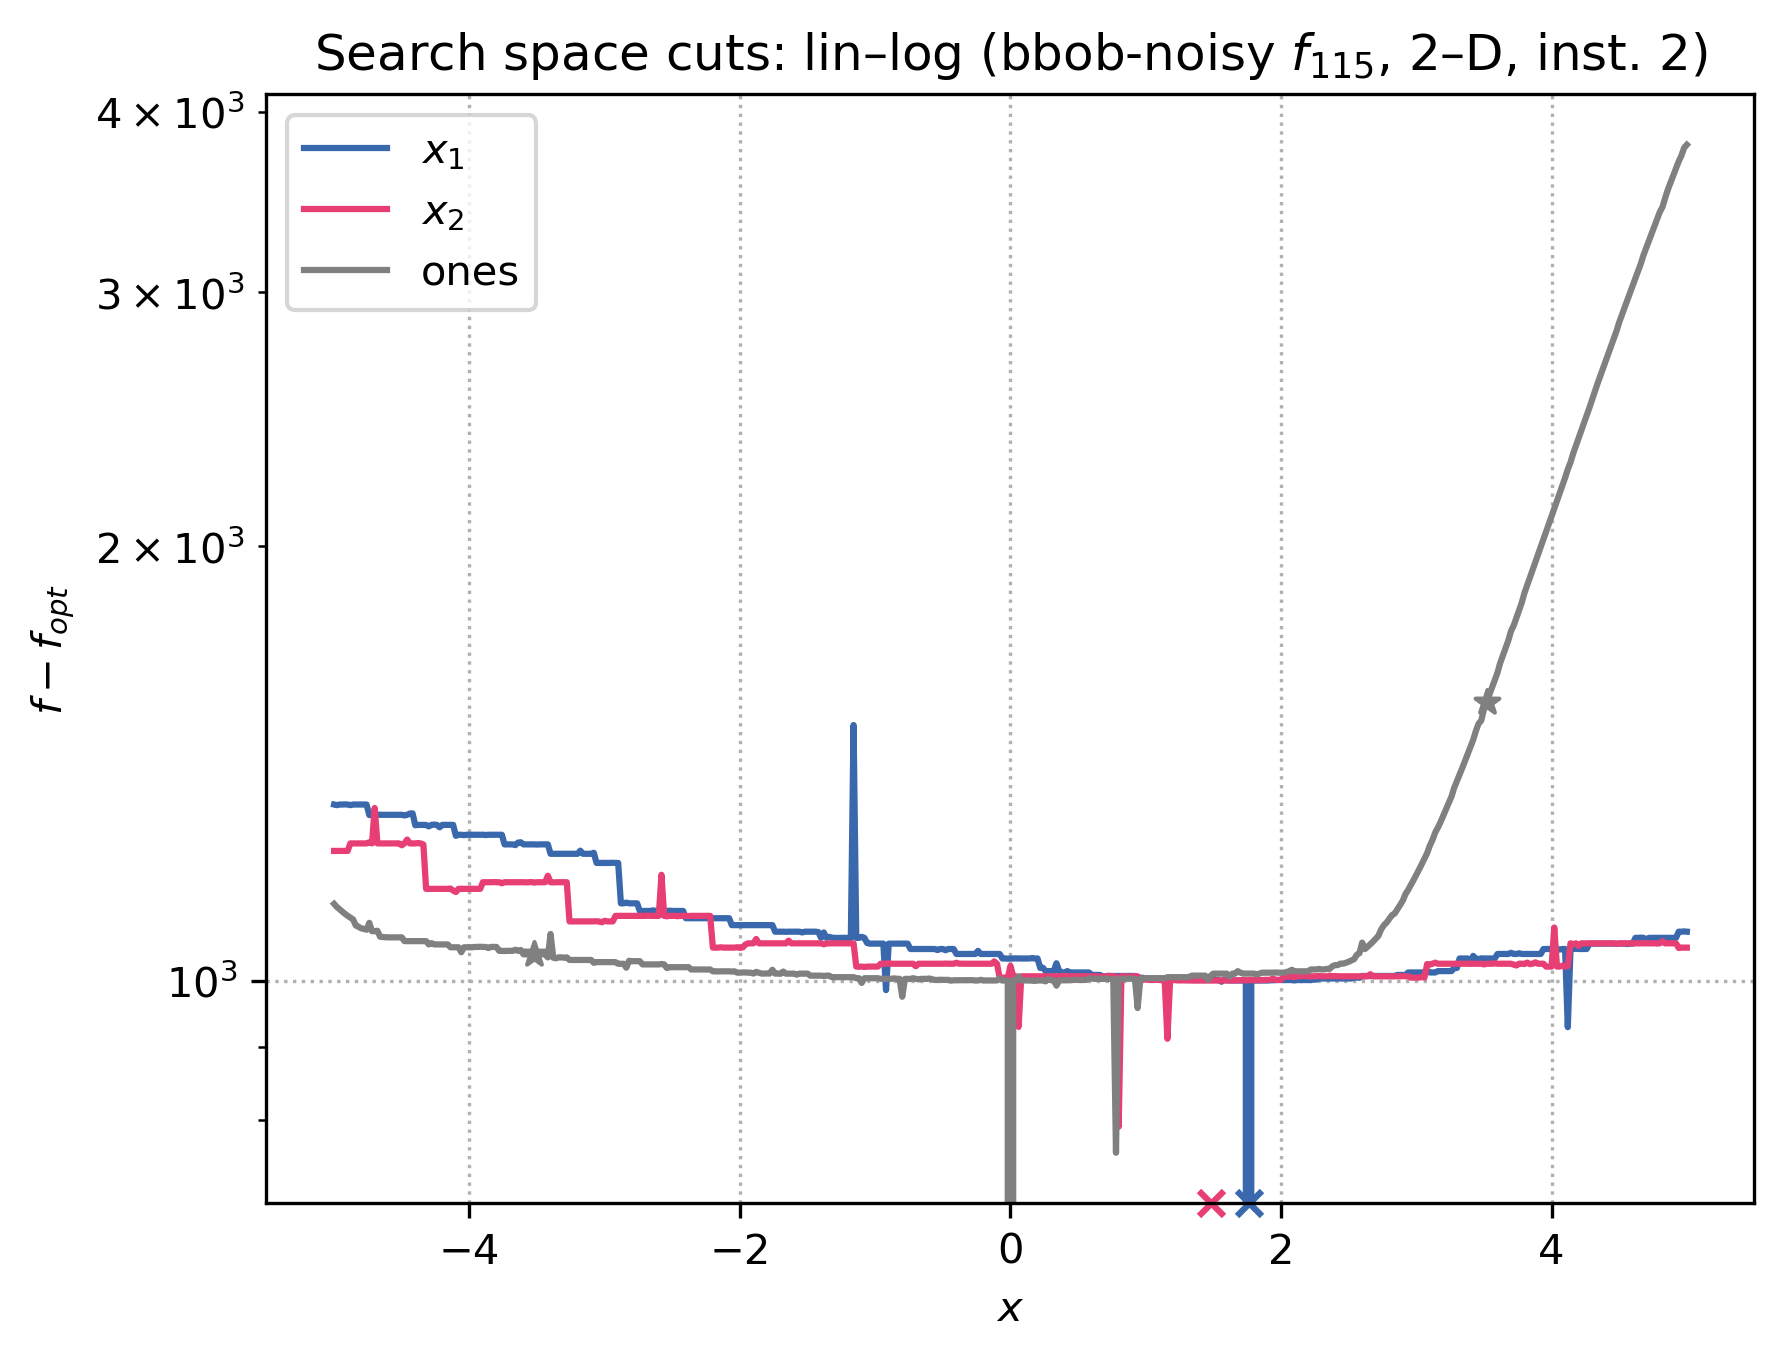 Search space cuts: lin–log (bbob-noisy f₁₁₅, 2–D, inst. 2)
x₁
x₂
ones
4 × 10³
3 × 10³
2 × 10³
10³
f − f_opt
−4
−2
0
2
4
x